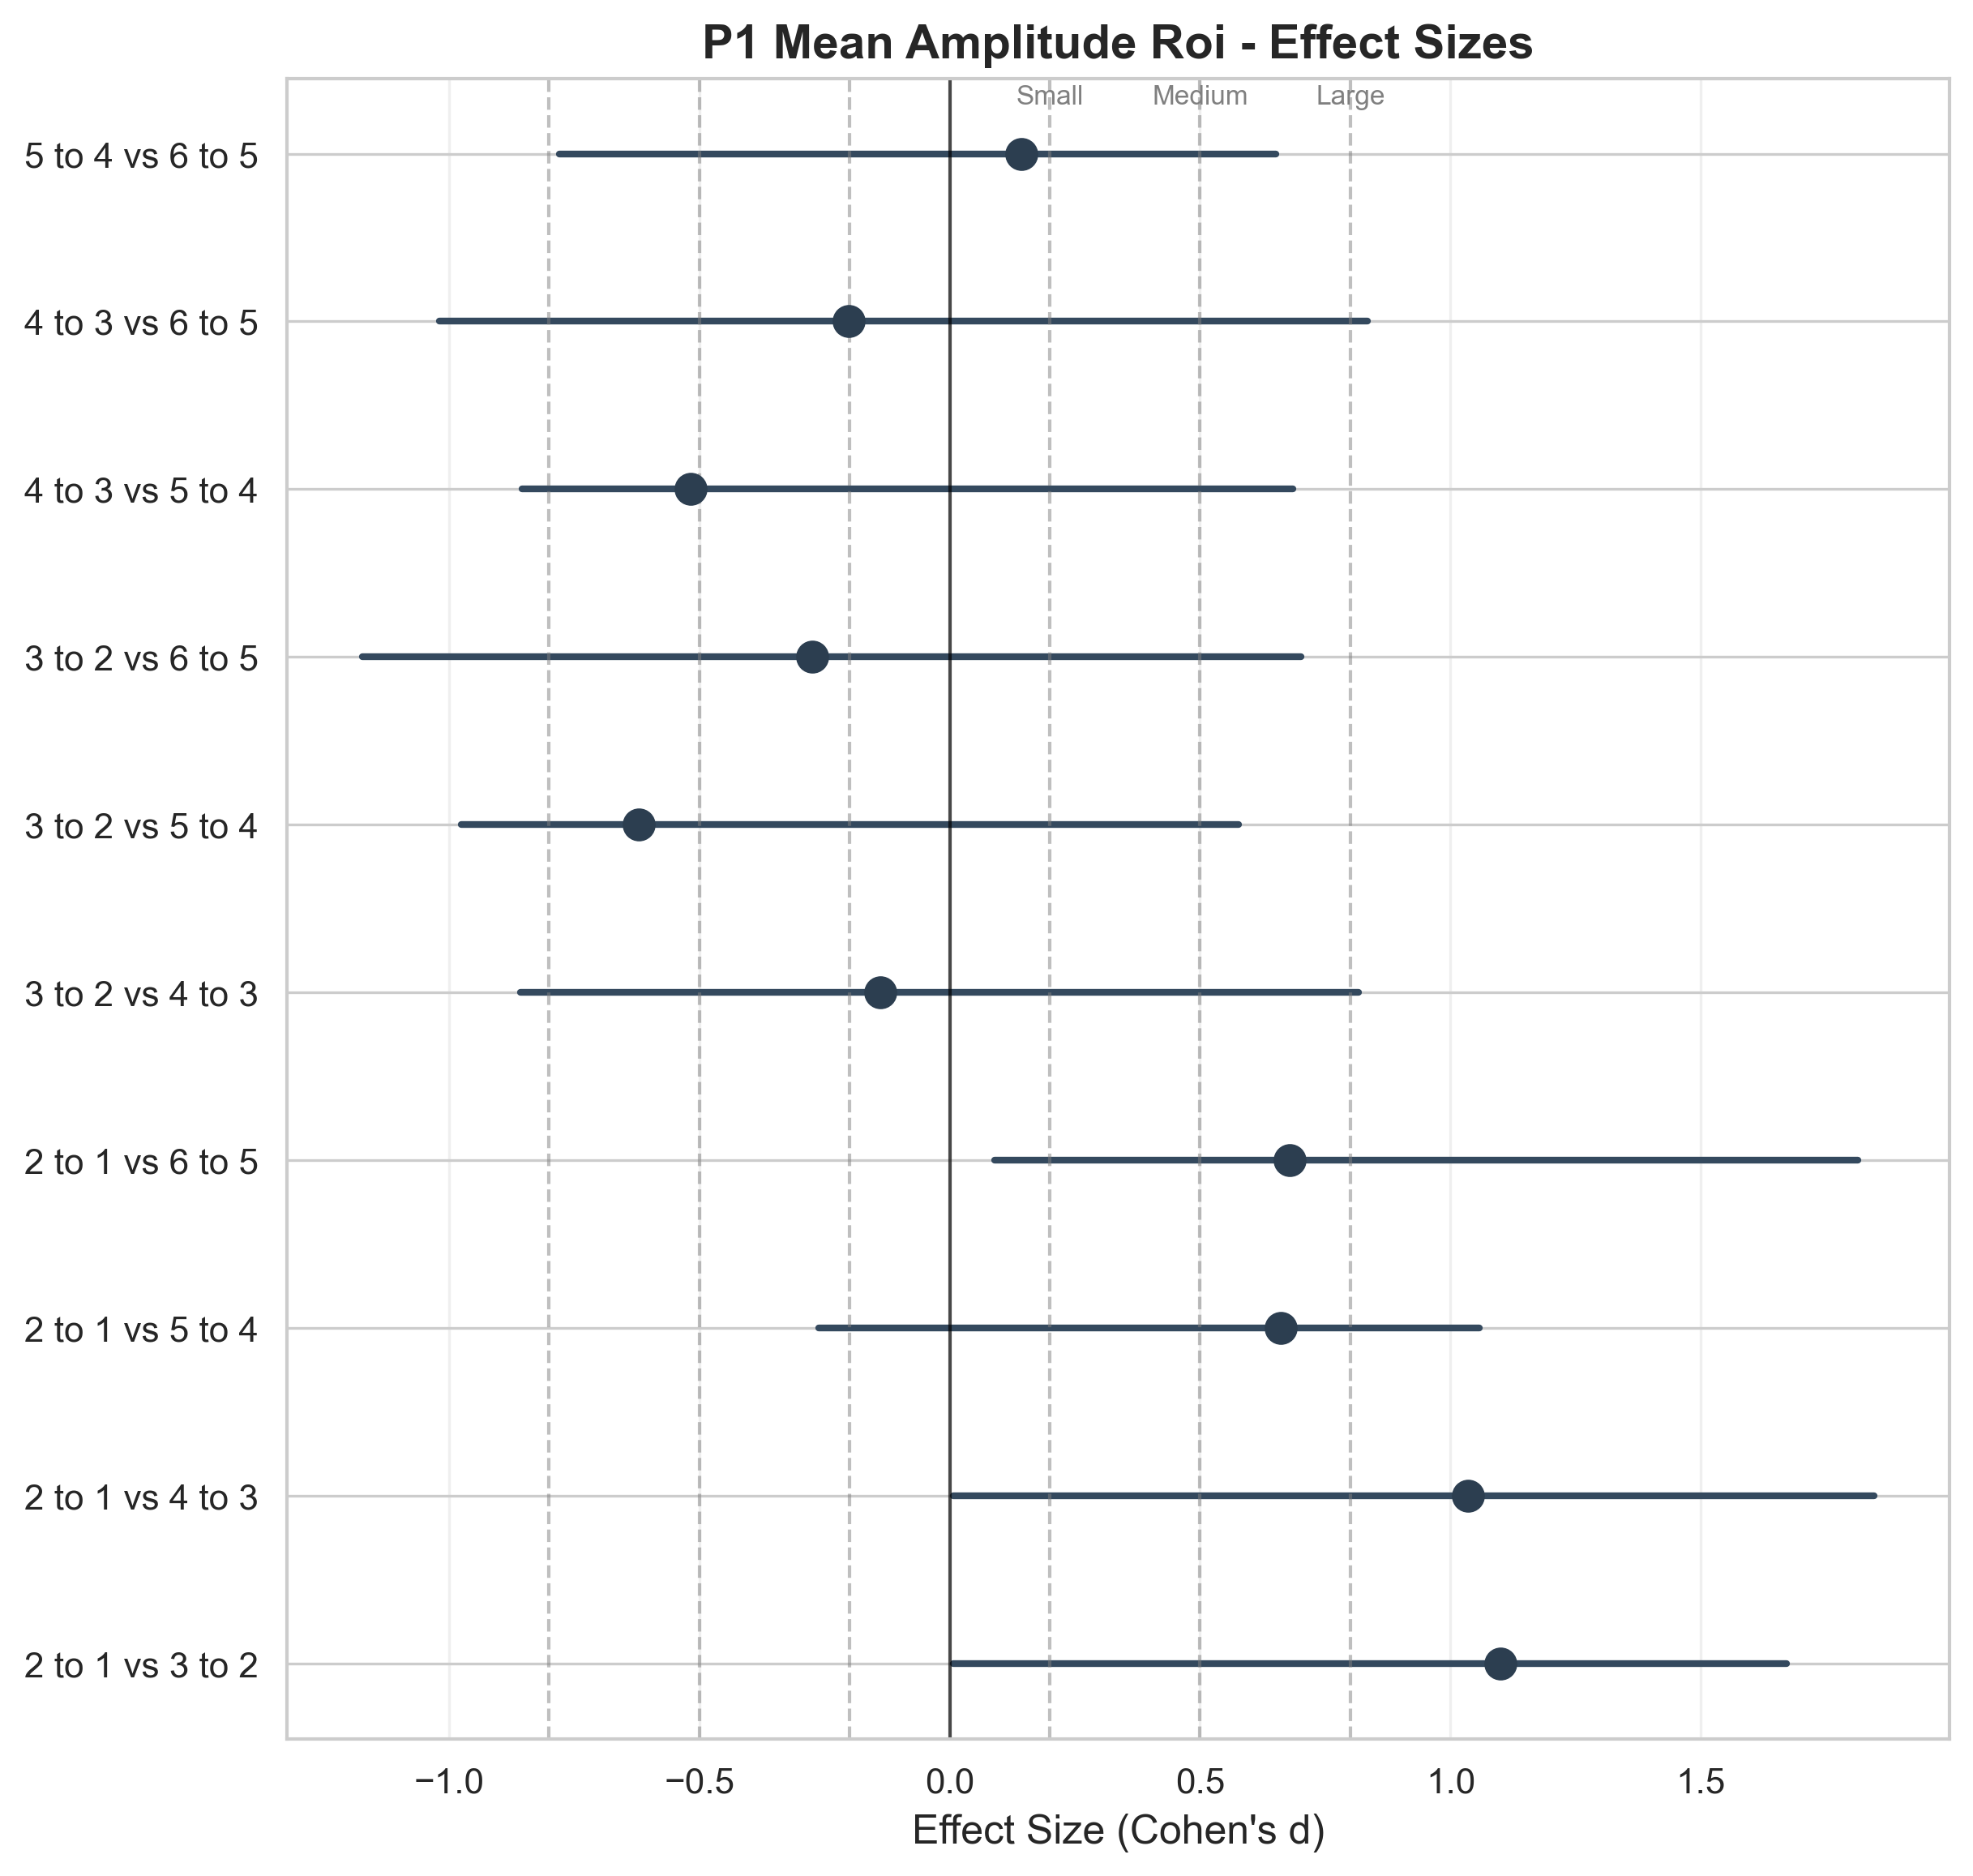 P1 Mean Amplitude Roi - Effect Sizes
Small Medium Large
5 to 4 vs 6 to 5
4 to 3 vs 6 to 5
4 to 3 vs 5 to 4
3 to 2 vs 6 to 5
3 to 2 vs 5 to 4
3 to 2 vs 4 to 3
2 to 1 vs 6 to 5
2 to 1 vs 5 to 4
2 to 1 vs 4 to 3
2 to 1 vs 3 to 2
−1.0 −0.5 0.0 0.5 1.0 1.5
Effect Size (Cohen's d)